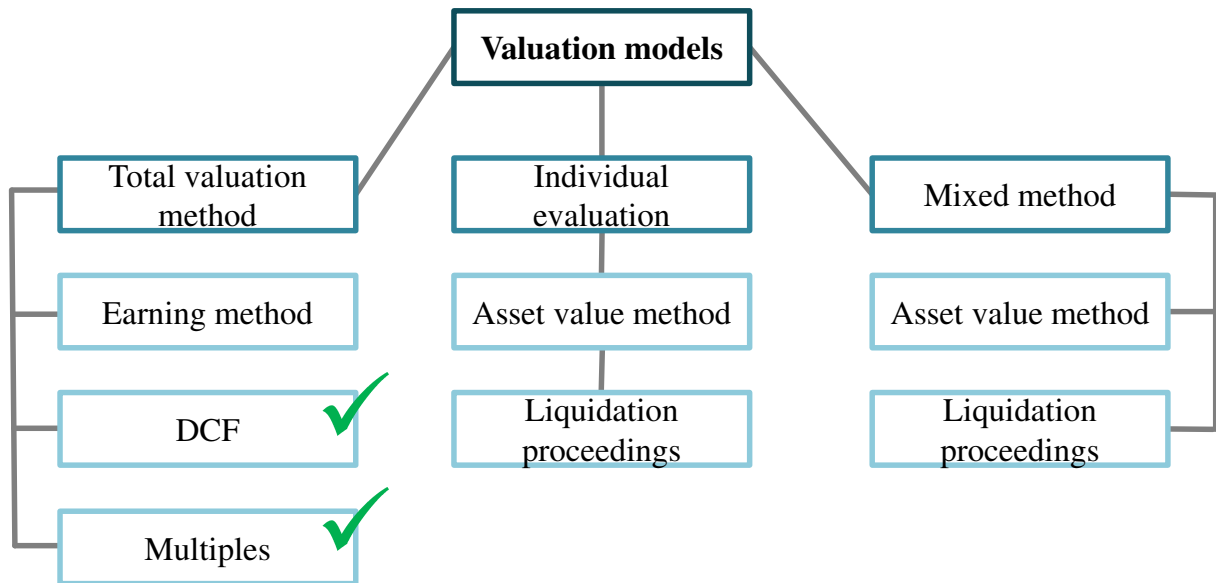 Valuation models
Total valuation
method
Individual
evaluation
Mixed method
Earning method
Asset value method
Asset value method
DCF
Liquidation
proceedings
Liquidation
proceedings
Multiples